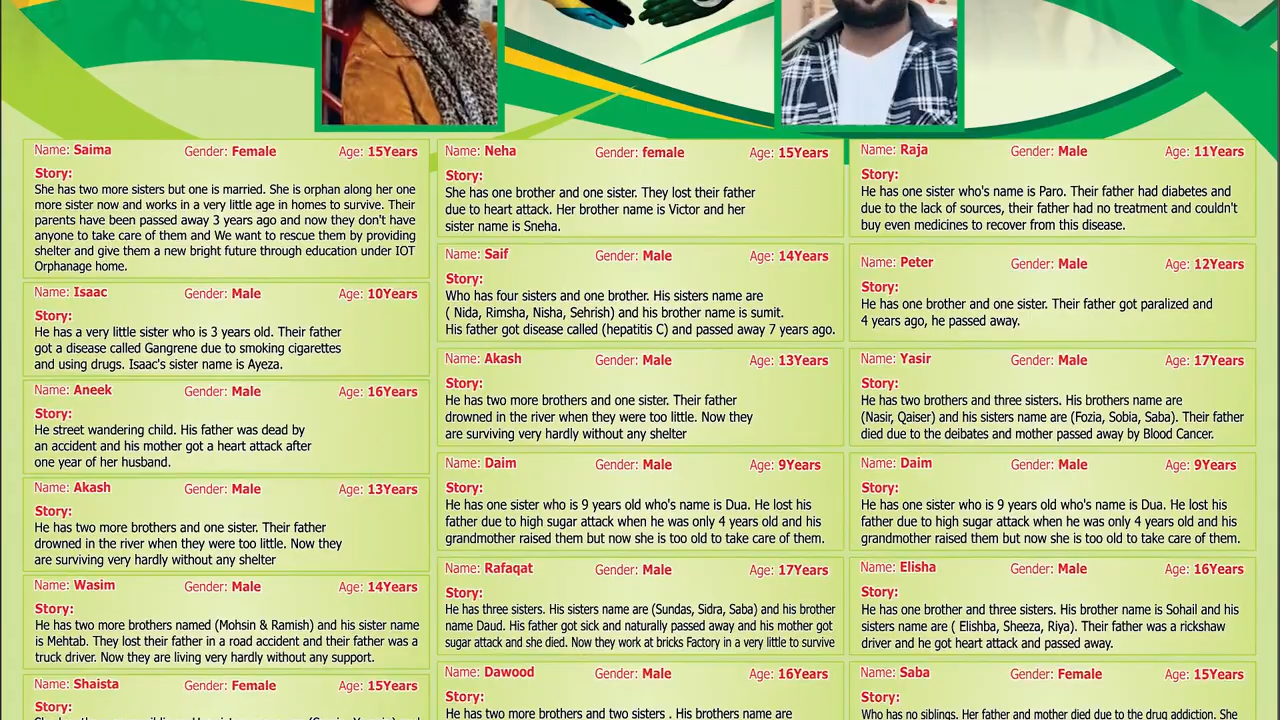 Name: Saima Gender: Female Age: 15Years
Story:
She has two more sisters but one is married. She is orphan along her one
more sister now and works in a very little age in homes to survive. Their
parents have been passed away 3 years ago and now they don't have
anyone to take care of them and We want to rescue them by providing
shelter and give them a new bright future through education under IOT
Orphanage home.
Name: Isaac Gender: Male Age: 10Years
Story:
He has a very little sister who is 3 years old. Their father
got a disease called Gangrene due to smoking cigarettes
and using drugs. Isaac's sister name is Ayeza.
Name: Aneek Gender: Male Age: 16Years
Story:
He street wandering child. His father was dead by
an accident and his mother got a heart attack after
one year of her husband.
Name: Akash Gender: Male Age: 13Years
Story:
He has two more brothers and one sister. Their father
drowned in the river when they were too little. Now they
are surviving very hardly without any shelter
Name: Wasim Gender: Male Age: 14Years
Story:
He has two more brothers named (Mohsin & Ramish) and his sister name
is Mehtab. They lost their father in a road accident and their father was a
truck driver. Now they are living very hardly without any support.
Name: Shaista Gender: Female Age: 15Years
Story:
Name: Neha Gender: female Age: 15Years
Story:
She has one brother and one sister. They lost their father
due to heart attack. Her brother name is Victor and her
sister name is Sneha.
Name: Saif Gender: Male Age: 14Years
Story:
Who has four sisters and one brother. His sisters name are
( Nida, Rimsha, Nisha, Sehrish) and his brother name is sumit.
His father got disease called (hepatitis C) and passed away 7 years ago.
Name: Akash Gender: Male Age: 13Years
Story:
He has two more brothers and one sister. Their father
drowned in the river when they were too little. Now they
are surviving very hardly without any shelter
Name: Daim Gender: Male Age: 9Years
Story:
He has one sister who is 9 years old who's name is Dua. He lost his
father due to high sugar attack when he was only 4 years old and his
grandmother raised them but now she is too old to take care of them.
Name: Rafaqat Gender: Male Age: 17Years
Story:
He has three sisters. His sisters name are (Sundas, Sidra, Saba) and his brother
name Daud. His father got sick and naturally passed away and his mother got
sugar attack and she died. Now they work at bricks Factory in a very little to survive
Name: Dawood Gender: Male Age: 16Years
Story:
He has two more brothers and two sisters . His brothers name are
Name: Raja Gender: Male Age: 11Years
Story:
He has one sister who's name is Paro. Their father had diabetes and
due to the lack of sources, their father had no treatment and couldn't
buy even medicines to recover from this disease.
Name: Peter Gender: Male Age: 12Years
Story:
He has one brother and one sister. Their father got paralized and
4 years ago, he passed away.
Name: Yasir Gender: Male Age: 17Years
Story:
He has two brothers and three sisters. His brothers name are
(Nasir, Qaiser) and his sisters name are (Fozia, Sobia, Saba). Their father
died due to the deibates and mother passed away by Blood Cancer.
Name: Daim Gender: Male Age: 9Years
Story:
He has one sister who is 9 years old who's name is Dua. He lost his
father due to high sugar attack when he was only 4 years old and his
grandmother raised them but now she is too old to take care of them.
Name: Elisha Gender: Male Age: 16Years
Story:
He has one brother and three sisters. His brother name is Sohail and his
sisters name are ( Elishba, Sheeza, Riya). Their father was a rickshaw
driver and he got heart attack and passed away.
Name: Saba Gender: Female Age: 15Years
Story:
Who has no siblings. Her father and mother died due to the drug addiction. She